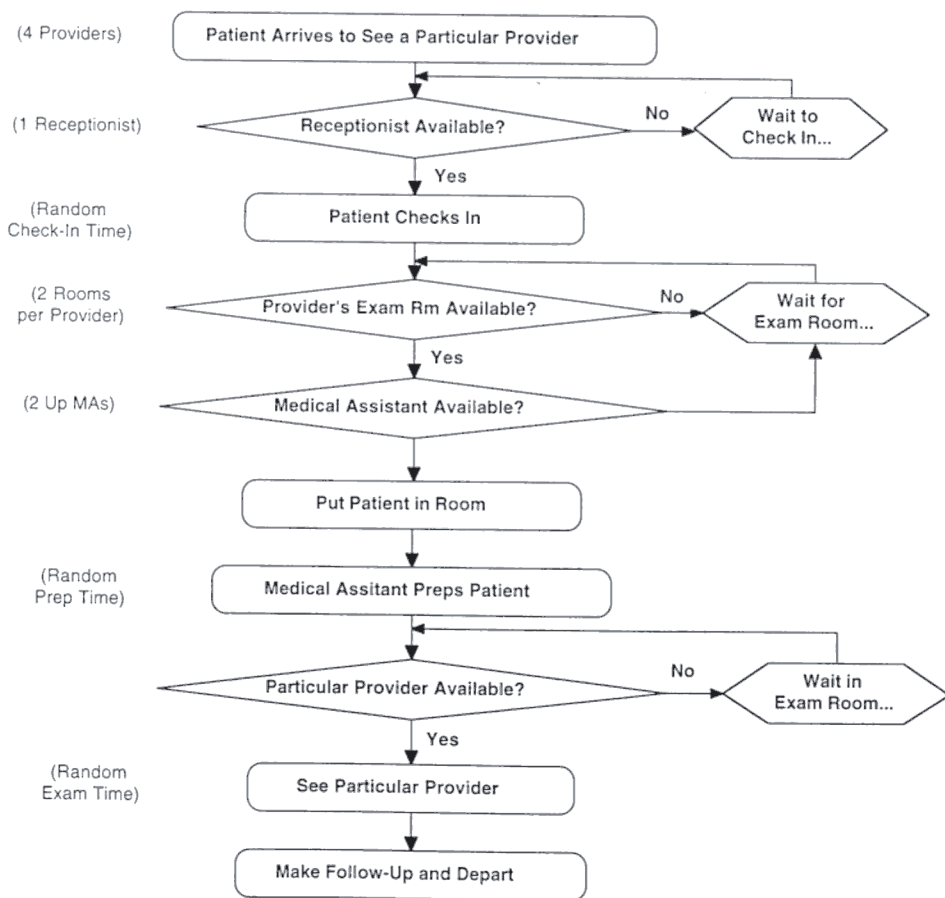 (4 Providers)
Patient Arrives to See a Particular Provider
(1 Receptionist)
Receptionist Available?
No
Wait to
Check In...
Yes
(Random
Check-In Time)
Patient Checks In
(2 Rooms
per Provider)
Provider's Exam Rm Available?
No
Wait for
Exam Room...
Yes
(2 Up MAs)
Medical Assistant Available?
Put Patient in Room
(Random
Prep Time)
Medical Assitant Preps Patient
Particular Provider Available?
No
Wait in
Exam Room...
Yes
(Random
Exam Time)
See Particular Provider
Make Follow-Up and Depart